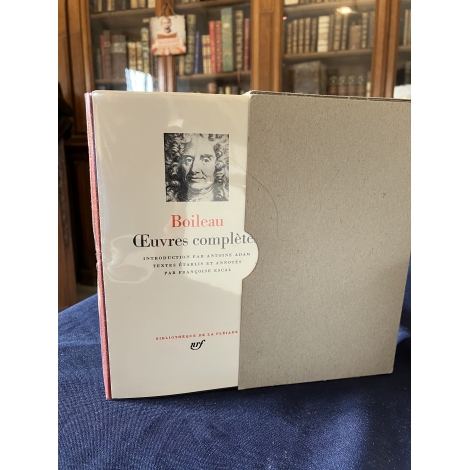 Boileau
Œuvres complète
INTRODUCTION PAR ANTOINE ADAM
TEXTES ÉTABLIS ET ANNOTÉS
PAR FRANÇOISE ESCAL
BIBLIOTHÈQUE DE LA PLÉIADE
nrf